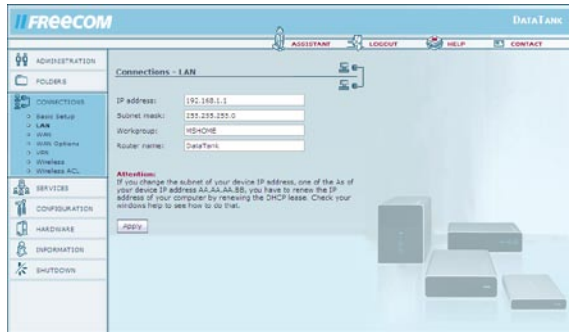 FREECOM
DATATANK
ASSISTANT LOGOUT HELP CONTACT
ADMINISTRATION
FOLDERS
CONNECTIONS
Basic Setup
LAN
WAN
WAN Options
Wireless
Wireless ACL
SERVICES
CONFIGURATION
HARDWARE
INFORMATION
SHUTDOWN
Connections - LAN
IP address: 192.168.1.1
Subnet mask: 255.255.255.0
Workgroup: MSHOME
Router name: DataTank
Attention:
If you change the subnet of your device IP address, one of the As of
your device IP address AA.AA.AA.BB, you have to renew the IP
address of your computer by renewing the DHCP lease. Check your
windows help to see how to do that.
Apply